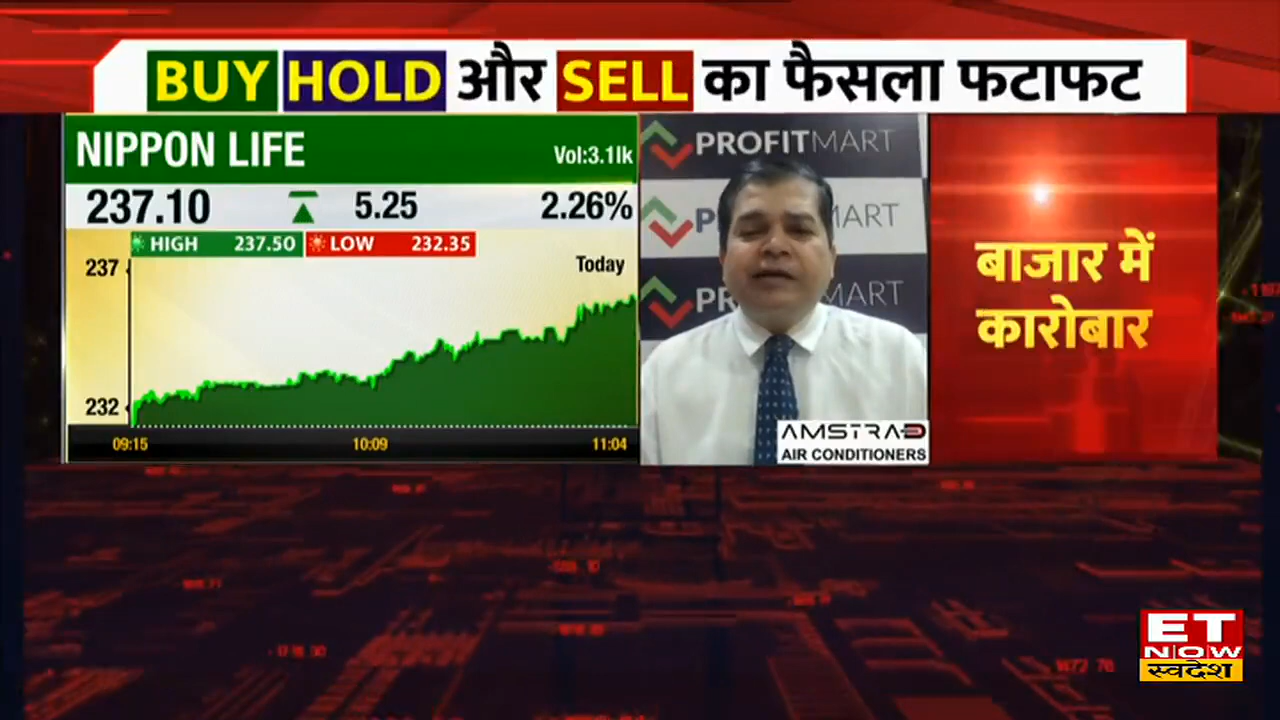 BUY HOLD और SELL का फैसला फटाफट
NIPPON LIFE
Vol:3.1lk
237.10 5.25 2.26%
HIGH 237.50 LOW 232.35
Today
237
232
09:15 10:09 11:04
PROFITMART
MART
MART
AMSTRAD
AIR CONDITIONERS
बाजार में
कारोबार
ET
NOW
स्वदेश